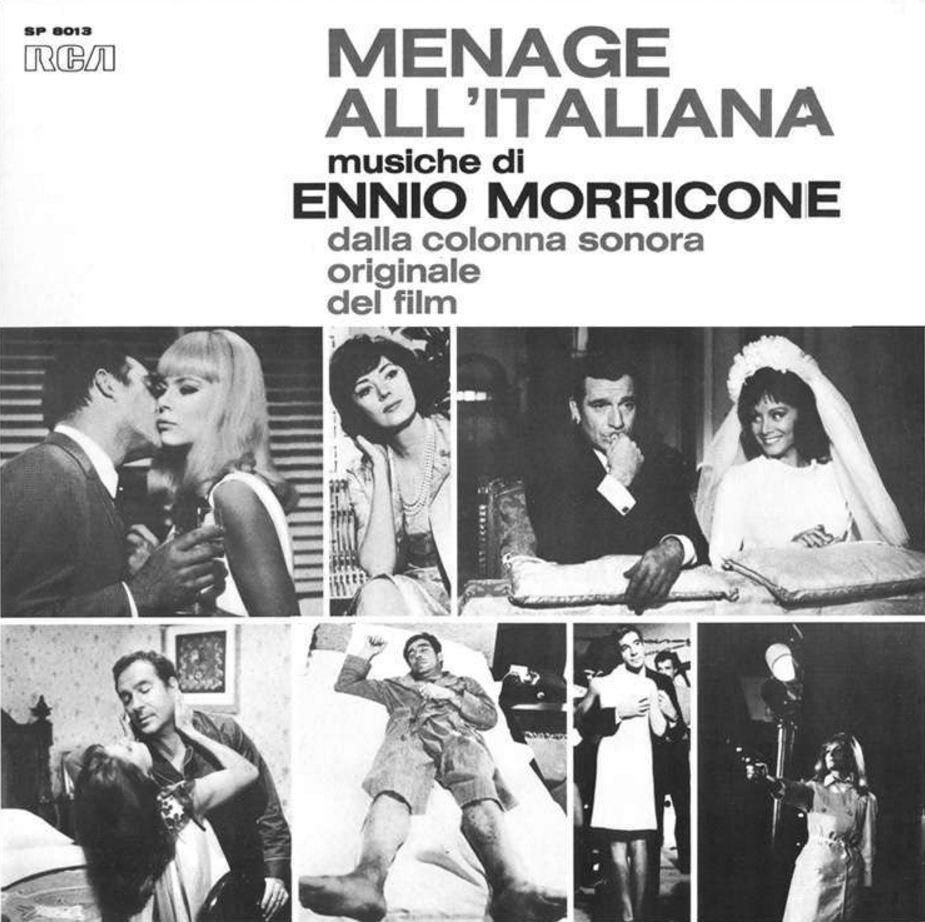 SP 8013
RCA
MENAGE
ALL'ITALIANA
musiche di
ENNIO MORRICONE
dalla colonna sonora
originale
del film